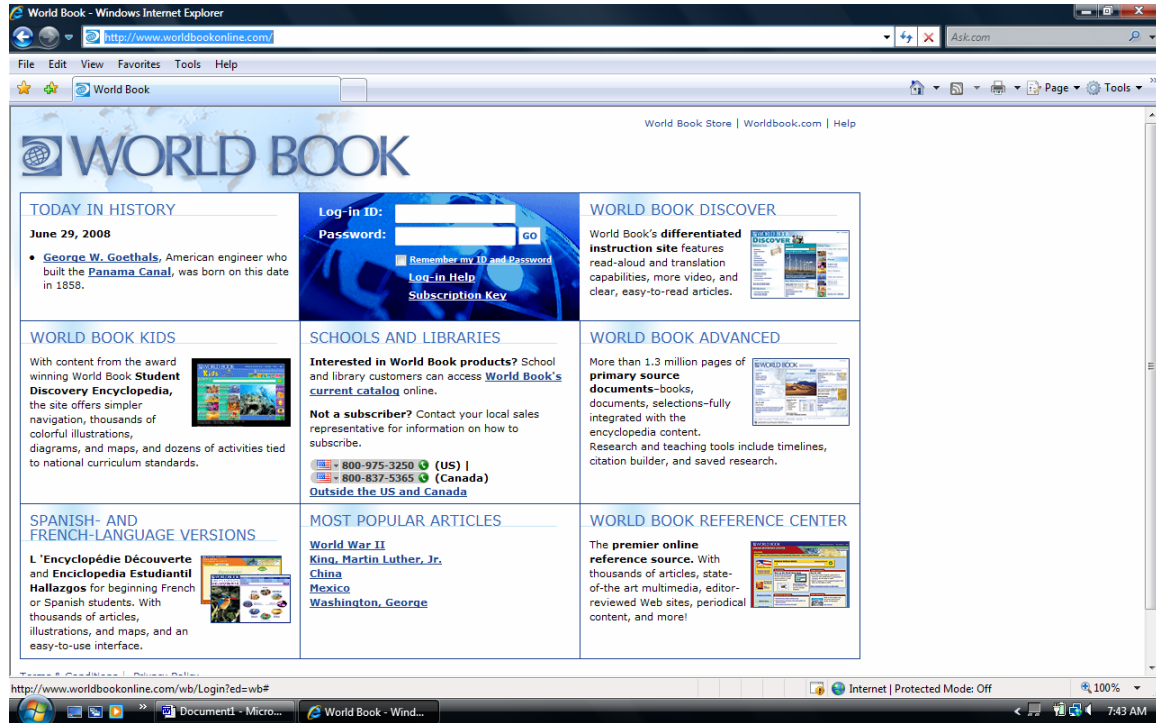 World Book - Windows Internet Explorer
http://www.worldbookonline.com/
Ask.com
File Edit View Favorites Tools Help
World Book
Page Tools
World Book Store | Worldbook.com | Help
WORLD BOOK
TODAY IN HISTORY
June 29, 2008
• George W. Goethals, American engineer who
built the Panama Canal, was born on this date
in 1858.
Log-in ID:
Password:
GO
Remember my ID and Password
Log-in Help
Subscription Key
WORLD BOOK DISCOVER
World Book's differentiated
instruction site features
read-aloud and translation
capabilities, more video, and
clear, easy-to-read articles.
WORLD BOOK KIDS
With content from the award
winning World Book Student
Discovery Encyclopedia,
the site offers simpler
navigation, thousands of
colorful illustrations,
diagrams, and maps, and dozens of activities tied
to national curriculum standards.
SCHOOLS AND LIBRARIES
Interested in World Book products? School
and library customers can access World Book's
current catalog online.
Not a subscriber? Contact your local sales
representative for information on how to
subscribe.
800-975-3250 (US) |
800-837-5365 (Canada)
Outside the US and Canada
WORLD BOOK ADVANCED
More than 1.3 million pages of
primary source
documents–books,
documents, selections–fully
integrated with the
encyclopedia content.
Research and teaching tools include timelines,
citation builder, and saved research.
SPANISH- AND
FRENCH-LANGUAGE VERSIONS
L 'Encyclopédie Découverte
and Enciclopedia Estudiantil
Hallazgos for beginning French
or Spanish students. With
thousands of articles,
illustrations, and maps, and an
easy-to-use interface.
MOST POPULAR ARTICLES
World War II
King, Martin Luther, Jr.
China
Mexico
Washington, George
WORLD BOOK REFERENCE CENTER
The premier online
reference source. With
thousands of articles, state-
of-the art multimedia, editor-
reviewed Web sites, periodical
content, and more!
Terms & Conditions | Privacy Policy
http://www.worldbookonline.com/wb/Login?ed=wb#
Internet | Protected Mode: Off
100%
Document1 - Micro...
World Book - Wind...
7:43 AM